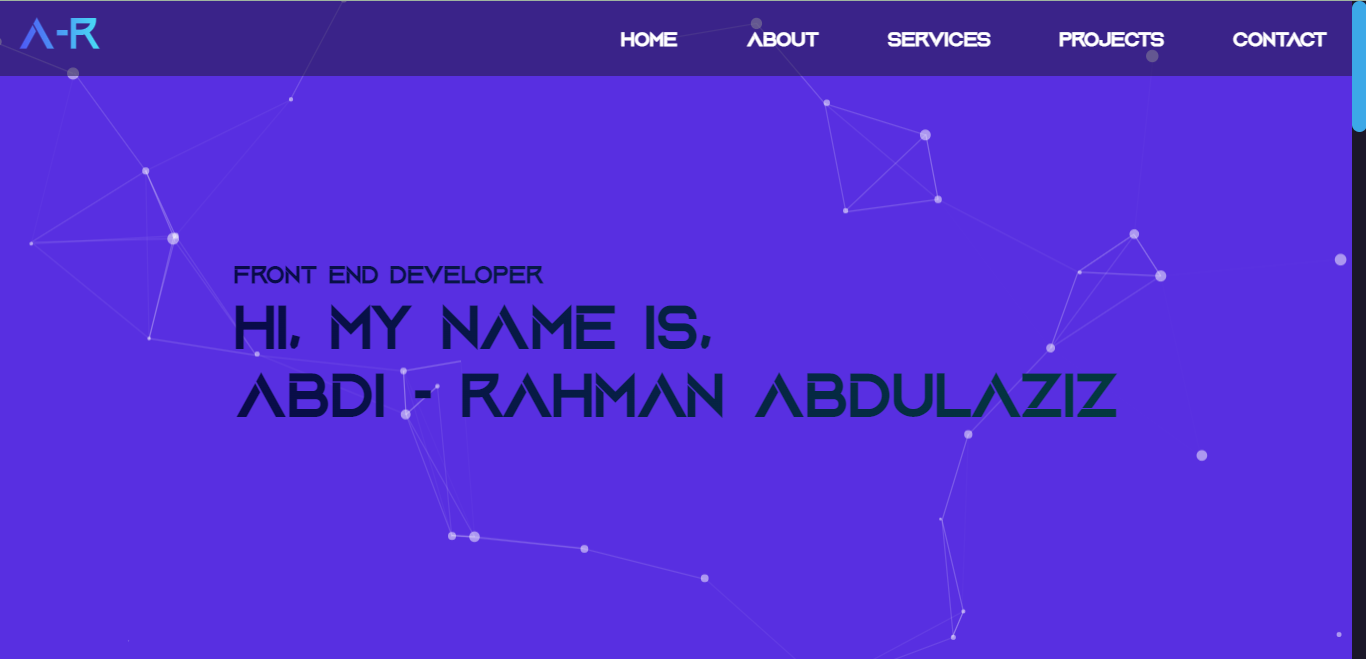 A-R
HOME ABOUT SERVICES PROJECTS CONTACT
FRONT END DEVELOPER
HI, MY NAME IS,
ABDI - RAHMAN ABDULAZIZ